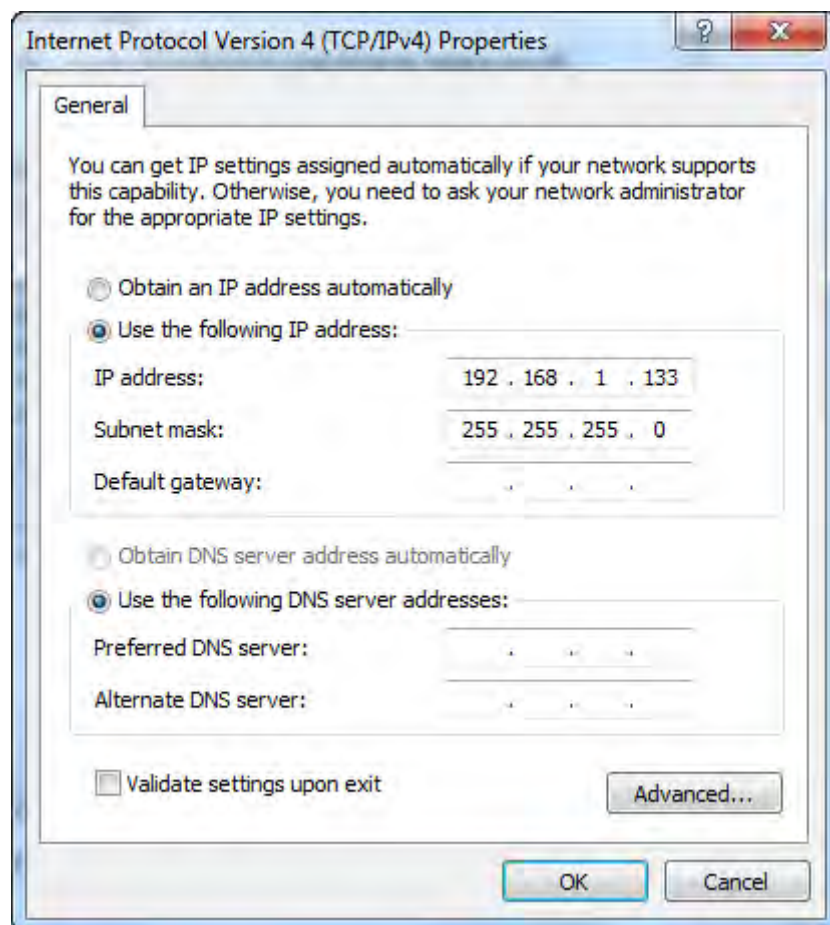 Internet Protocol Version 4 (TCP/IPv4) Properties
General
You can get IP settings assigned automatically if your network supports
this capability. Otherwise, you need to ask your network administrator
for the appropriate IP settings.
Obtain an IP address automatically
Use the following IP address:
IP address: 192 . 168 . 1 . 133
Subnet mask: 255 . 255 . 255 . 0
Default gateway: . . .
Obtain DNS server address automatically
Use the following DNS server addresses:
Preferred DNS server: . . .
Alternate DNS server: . . .
Validate settings upon exit
Advanced...
OK Cancel